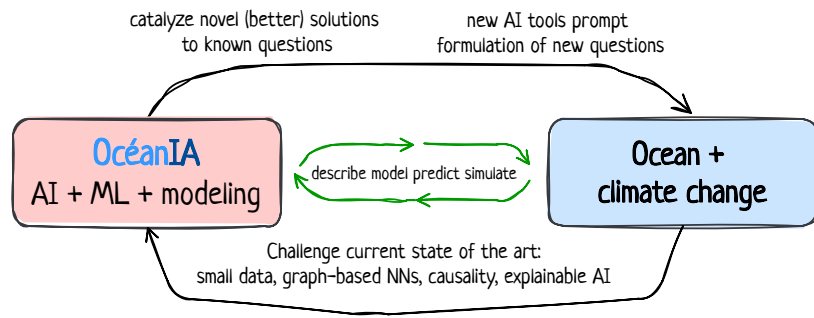 catalyze novel (better) solutions
to known questions
new AI tools prompt
formulation of new questions
OcéanIA
AI + ML + modeling
describe model predict simulate
Ocean +
climate change
Challenge current state of the art:
small data, graph-based NNs, causality, explainable AI